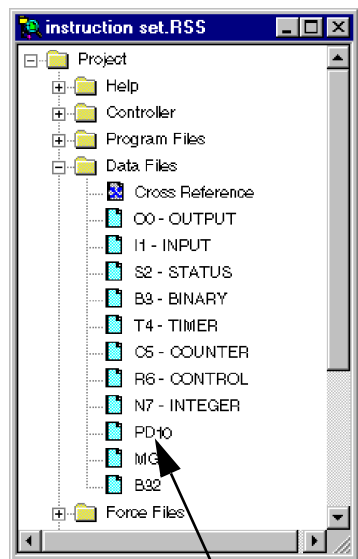 instruction set.RSS
Project
Help
Controller
Program Files
Data Files
Cross Reference
O0 - OUTPUT
I1 - INPUT
S2 - STATUS
B3 - BINARY
T4 - TIMER
C5 - COUNTER
R6 - CONTROL
N7 - INTEGER
PD10
B32
Force Files